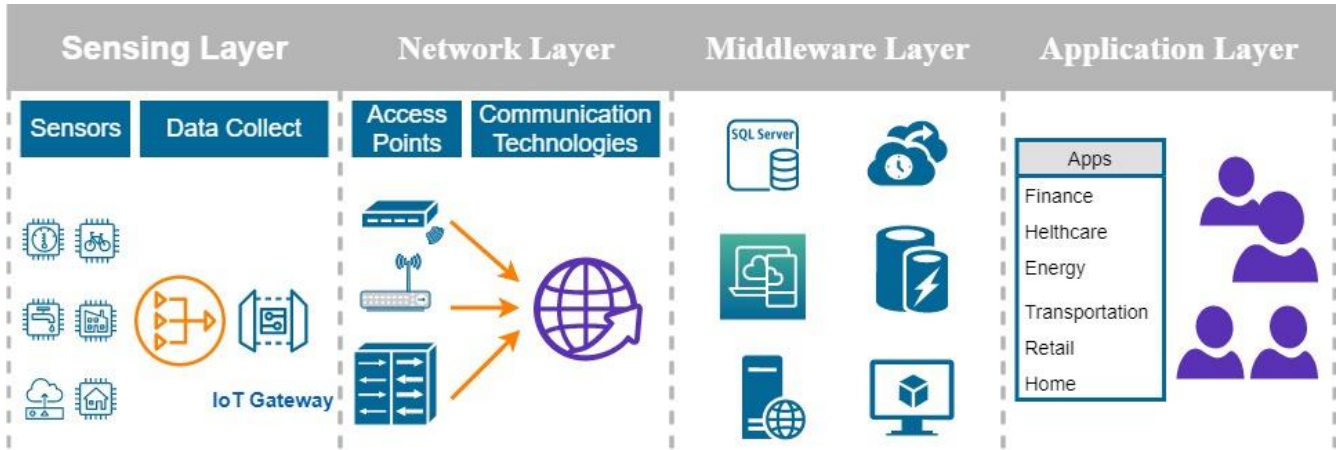 Sensing Layer
Network Layer
Middleware Layer
Application Layer
Sensors
Data Collect
IoT Gateway
Access
Points
Communication
Technologies
SQL Server
Apps
Finance
Helthcare
Energy
Transportation
Retail
Home